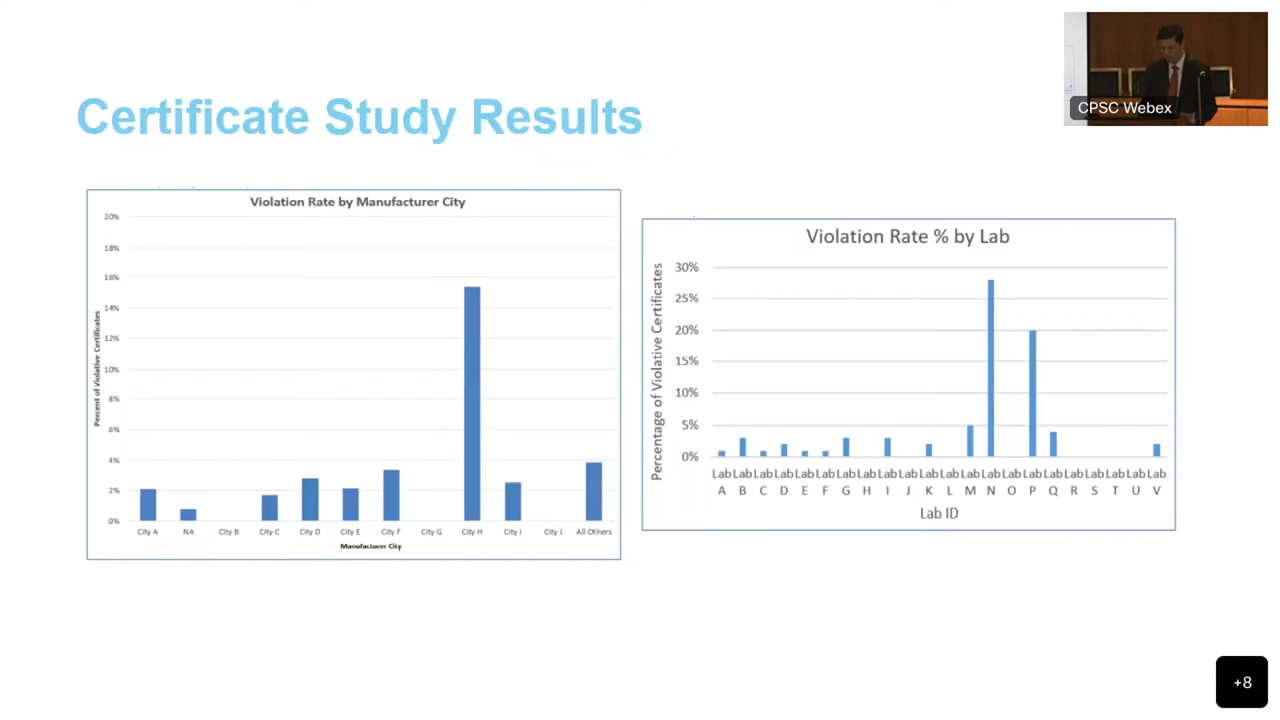 CPSC Webex
Certificate Study Results
Violation Rate by Manufacturer City
20%
18%
16%
14%
12%
10%
8%
6%
4%
2%
0%
Percent of Violative Certificates
City A NA City B City C City D City E City F City G City H City I City J All Others
Manufacturer City
Violation Rate % by Lab
30%
25%
20%
15%
10%
5%
0%
Percentage of Violative Certificates
Lab Lab Lab Lab Lab Lab Lab Lab Lab Lab Lab Lab Lab Lab Lab Lab Lab Lab Lab Lab Lab Lab
A B C D E F G H I J K L M N O P Q R S T U V
Lab ID
+8